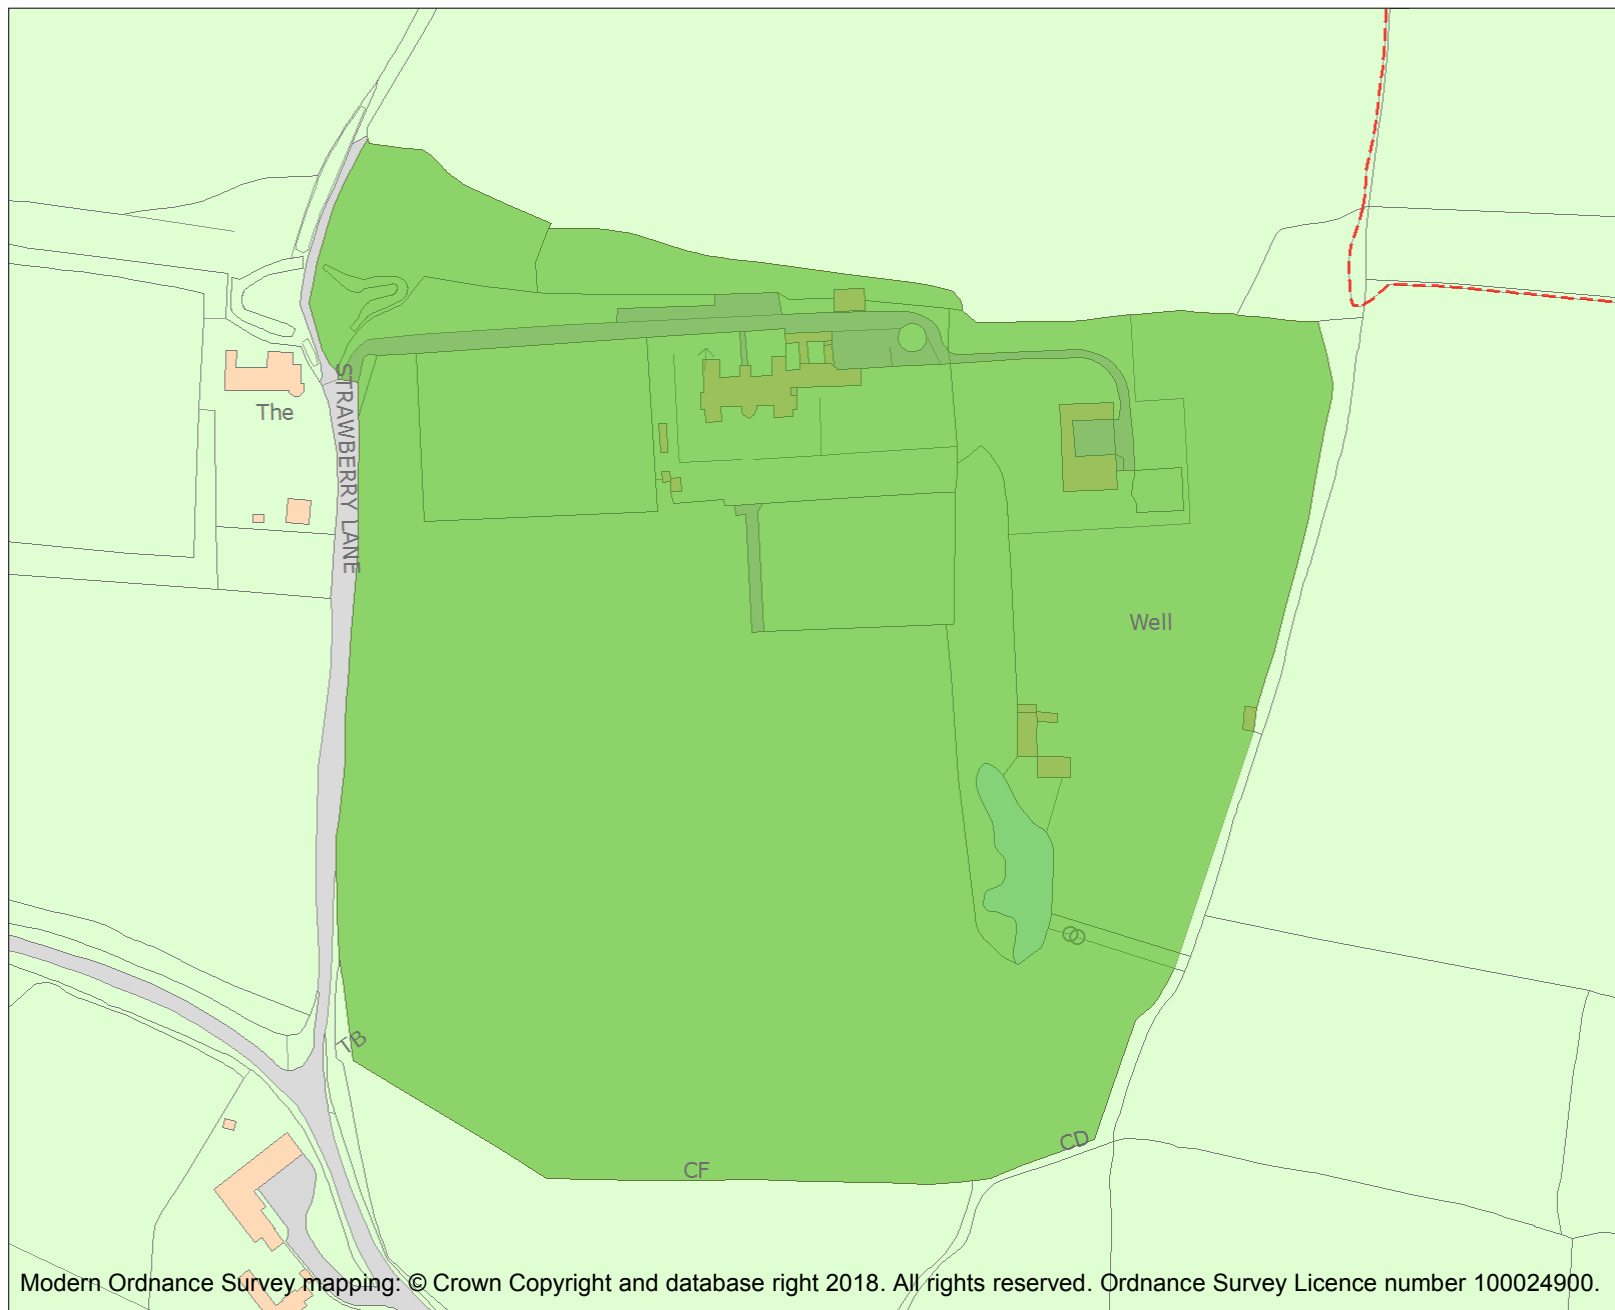 The
STRAWBERRY LANE
Well
TB
CD
CF
Modern Ordnance Survey mapping: © Crown Copyright and database right 2018. All rights reserved. Ordnance Survey Licence number 100024900.